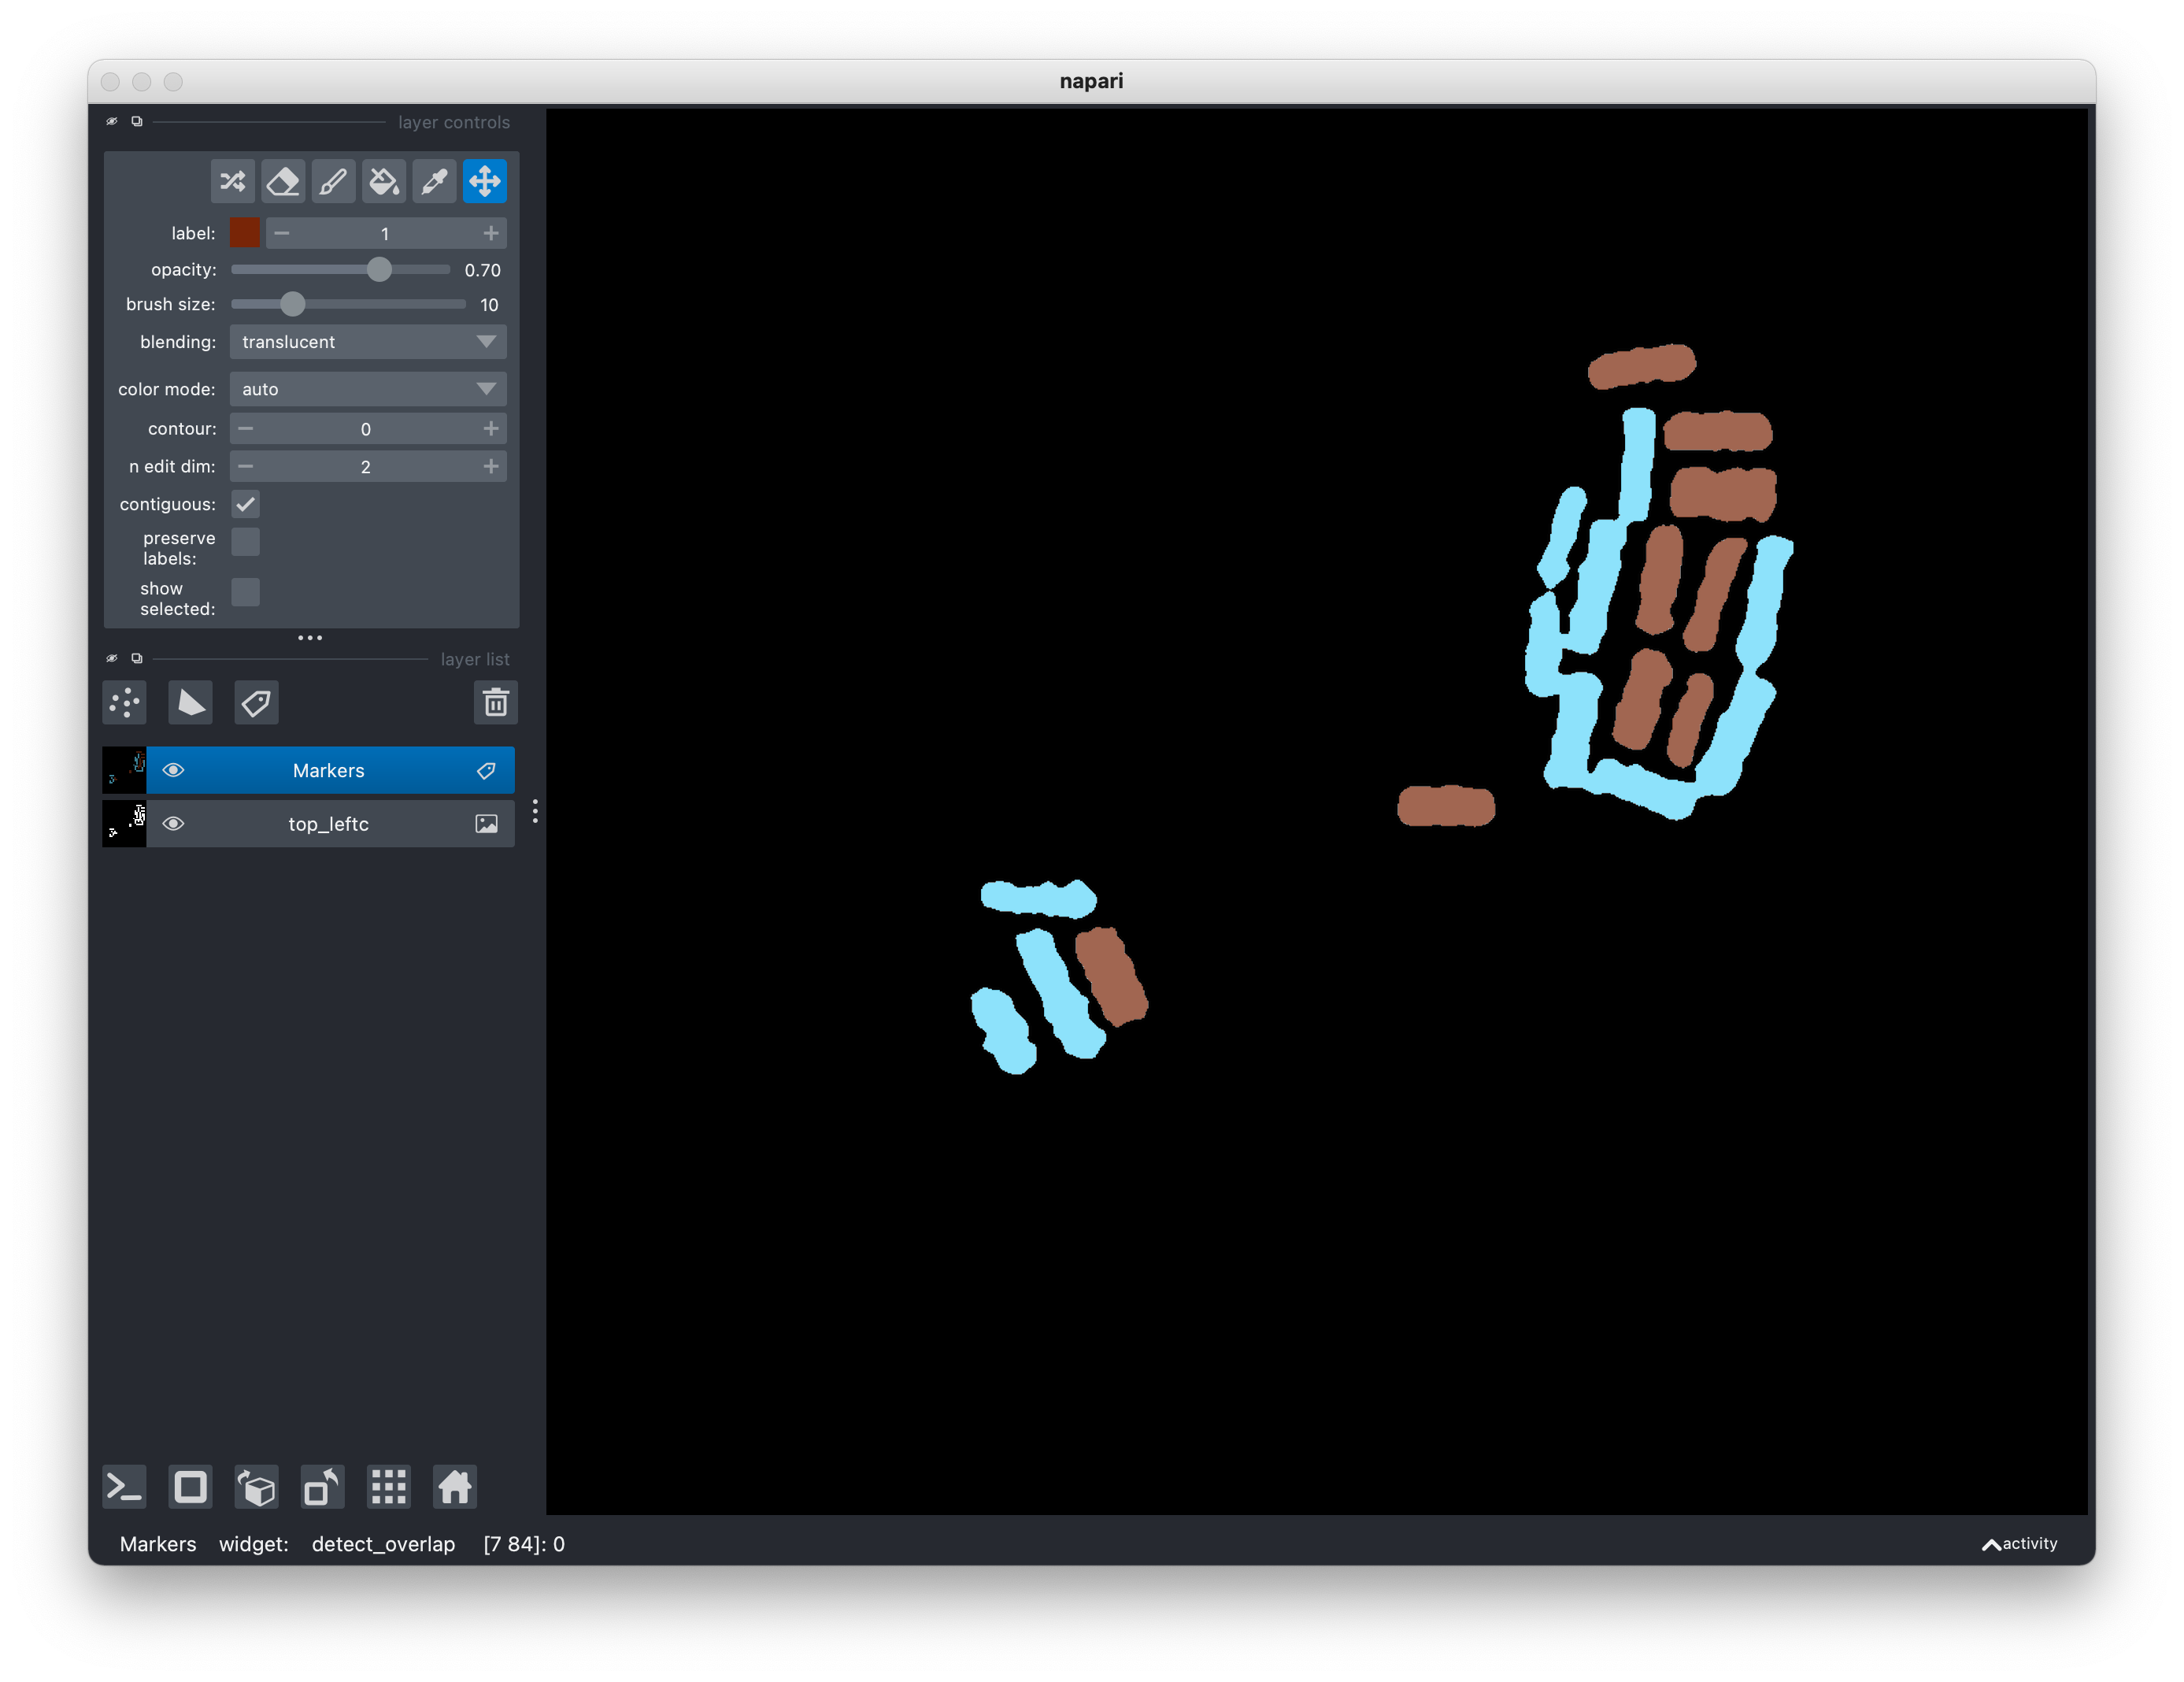 napari
layer controls
label: 1
opacity: 0.70
brush size: 10
blending: translucent
color mode: auto
contour: 0
n edit dim: 2
contiguous:
preserve
labels:
show
selected:
layer list
Markers
top_leftc
Markers widget: detect_overlap [7 84]: 0
activity